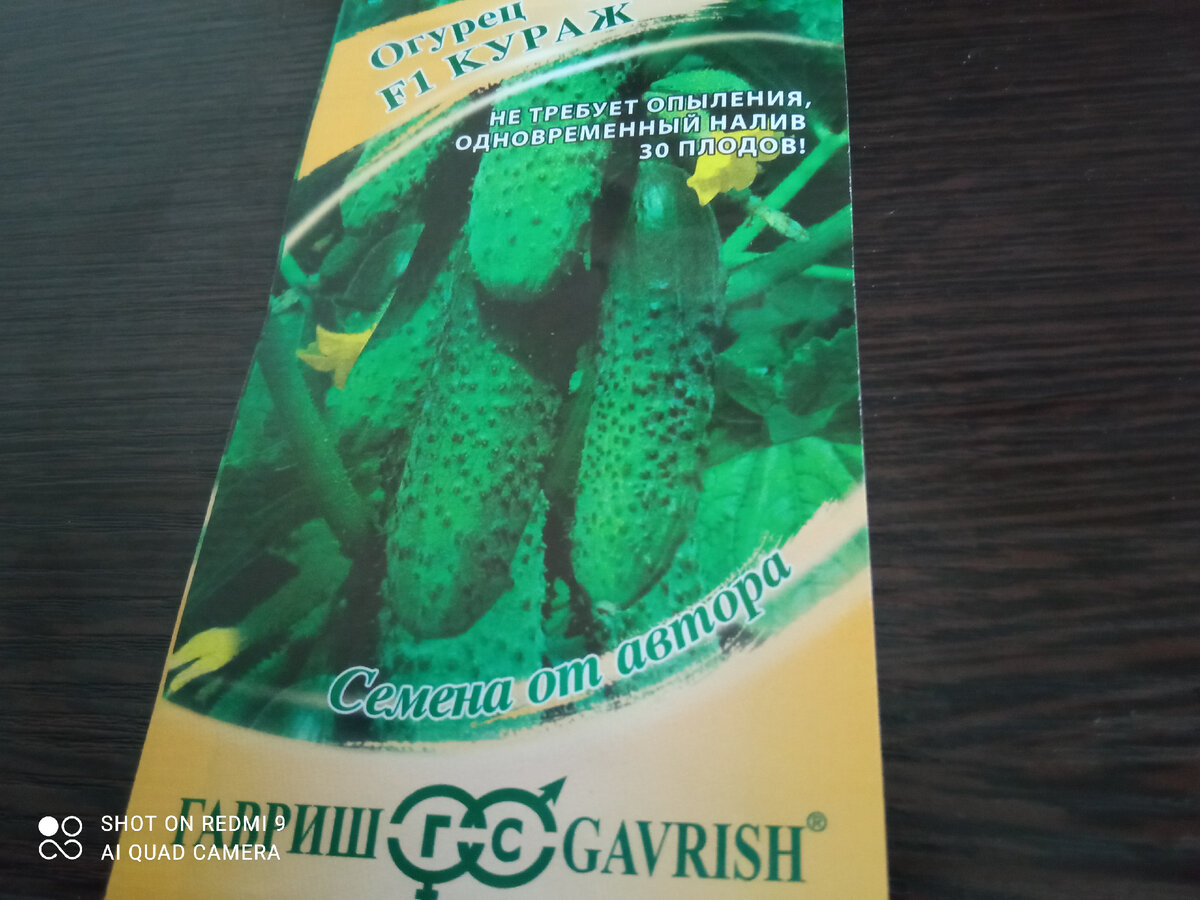 Огурец
F1 КУРАЖ
НЕ ТРЕБУЕТ ОПЫЛЕНИЯ,
ОДНОВРЕМЕННЫЙ НАЛИВ
30 ПЛОДОВ!
Семена от автора
ГАВРИШ Г С GAVRISH®
SHOT ON REDMI 9
AI QUAD CAMERA